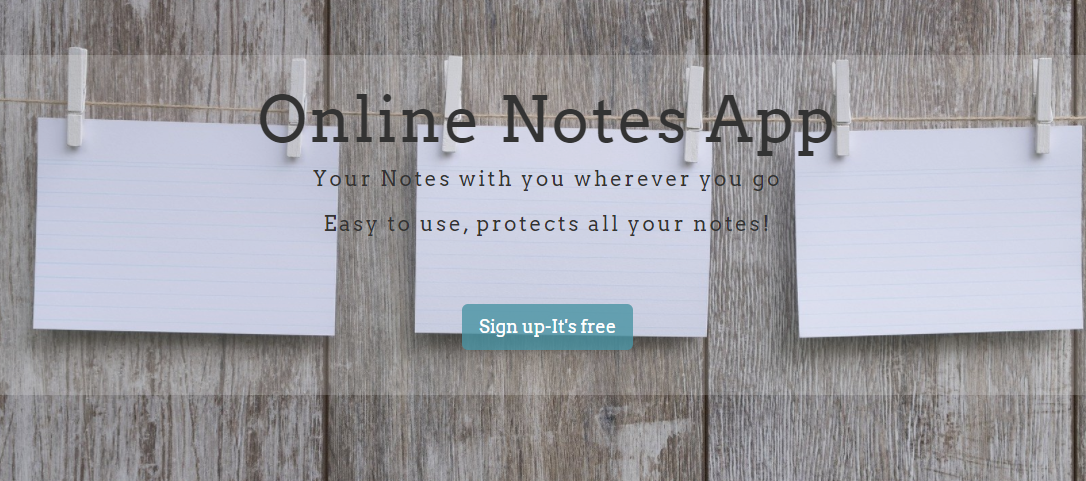 Online Notes App
Your Notes with you wherever you go
Easy to use, protects all your notes!
Sign up-It's free